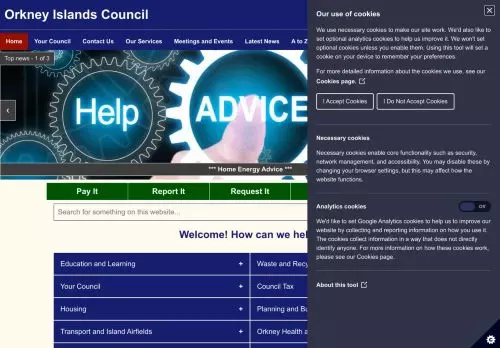 Orkney Islands Council
Home
Your Council
Contact Us
Our Services
Meetings and Events
Latest News
A to Z
Top news - 1 of 3
Help
ADVICE
*** Home Energy Advice ***
Pay It
Report It
Request It
Search for something on this website...
Welcome! How can we hel
Education and Learning +
Waste and Recy
Your Council +
Council Tax
Housing +
Planning and Bu
Transport and Island Airfields +
Orkney Health a
Our use of cookies
We use necessary cookies to make our site work. We'd also like to
set optional analytics cookies to help us improve it. We won't set
optional cookies unless you enable them. Using this tool will set a
cookie on your device to remember your preferences.
For more detailed information about the cookies we use, see our
Cookies page.
I Accept Cookies
I Do Not Accept Cookies
Necessary cookies
Necessary cookies enable core functionality such as security,
network management, and accessibility. You may disable these by
changing your browser settings, but this may affect how the
website functions.
Analytics cookies
Off
We'd like to set Google Analytics cookies to help us to improve our
website by collecting and reporting information on how you use it.
The cookies collect information in a way that does not directly
identify anyone. For more information on how these cookies work,
please see our Cookies page.
About this tool